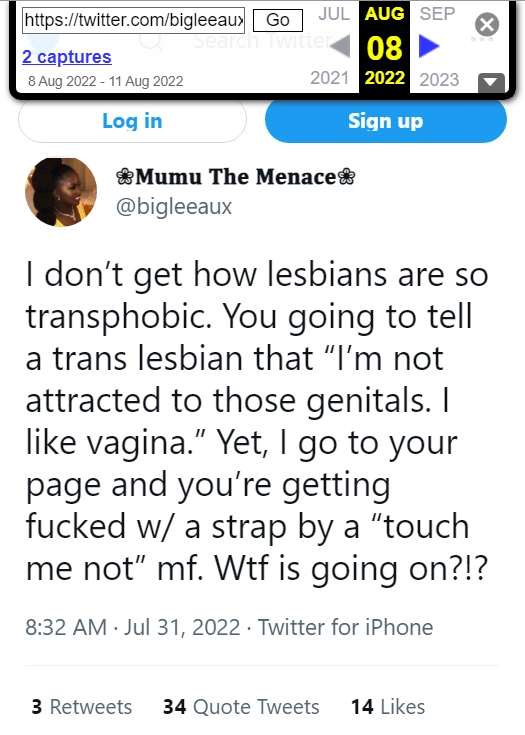 https://twitter.com/bigleeaux
Go
JUL AUG SEP
Search Twitter
08
2 captures
8 Aug 2022 - 11 Aug 2022
2021 2022 2023
Log in
Sign up
❀Mumu The Menace❀
@bigleeaux
I don’t get how lesbians are so
transphobic. You going to tell
a trans lesbian that “I’m not
attracted to those genitals. I
like vagina.” Yet, I go to your
page and you’re getting
fucked w/ a strap by a “touch
me not” mf. Wtf is going on?!?
8:32 AM · Jul 31, 2022 · Twitter for iPhone
3 Retweets 34 Quote Tweets 14 Likes